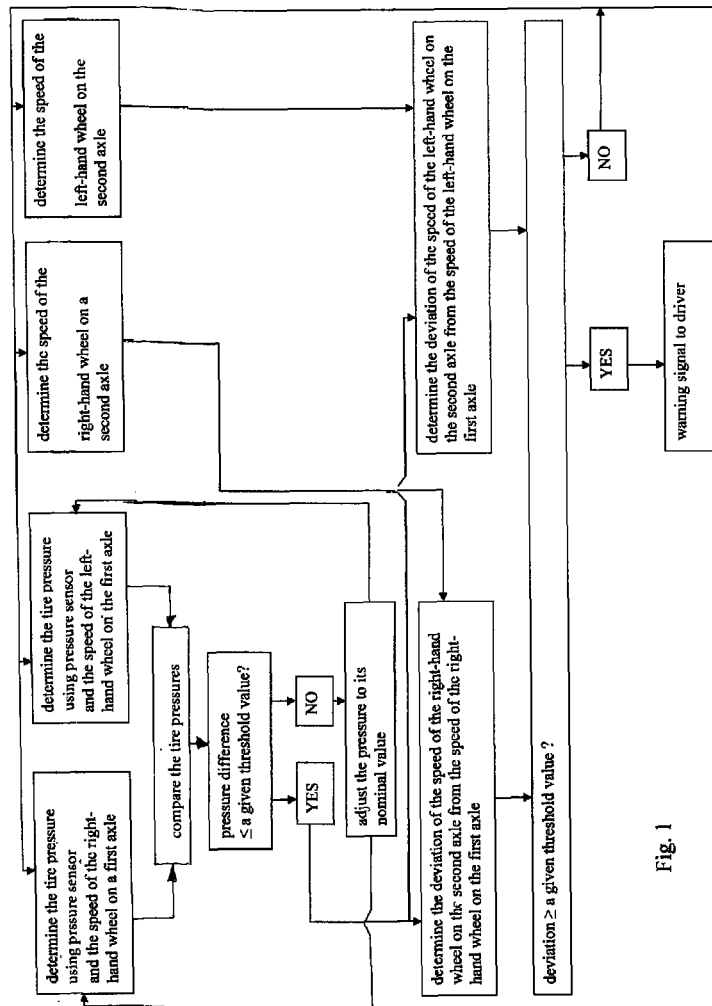 determine the tire pressure
using prssure sensor
and the speed of the right-
hand wheel on a first axle
determine the tire pressure
using pressure sensor
and the speed of the left-
hand wheel on the first axle
determine the speed of the
right-hand wheel on a
second axle
determine the speed of the
left-hand wheel on the
second axle
compare the tire pressures
pressure difference
≤ a given threshold value?
YES
NO
adjust the pressure to its
nominal value
determine the deviation of the speed of the right-hand
wheel on the second axle from the speed of the right-
hand wheel on the first axle
determine the deviation of the speed of the left-hand wheel on
the second axle from the speed of the left-hand wheel on the
first axle
deviation ≥ a given threshold value ?
YES
NO
warning signal to driver
Fig. 1